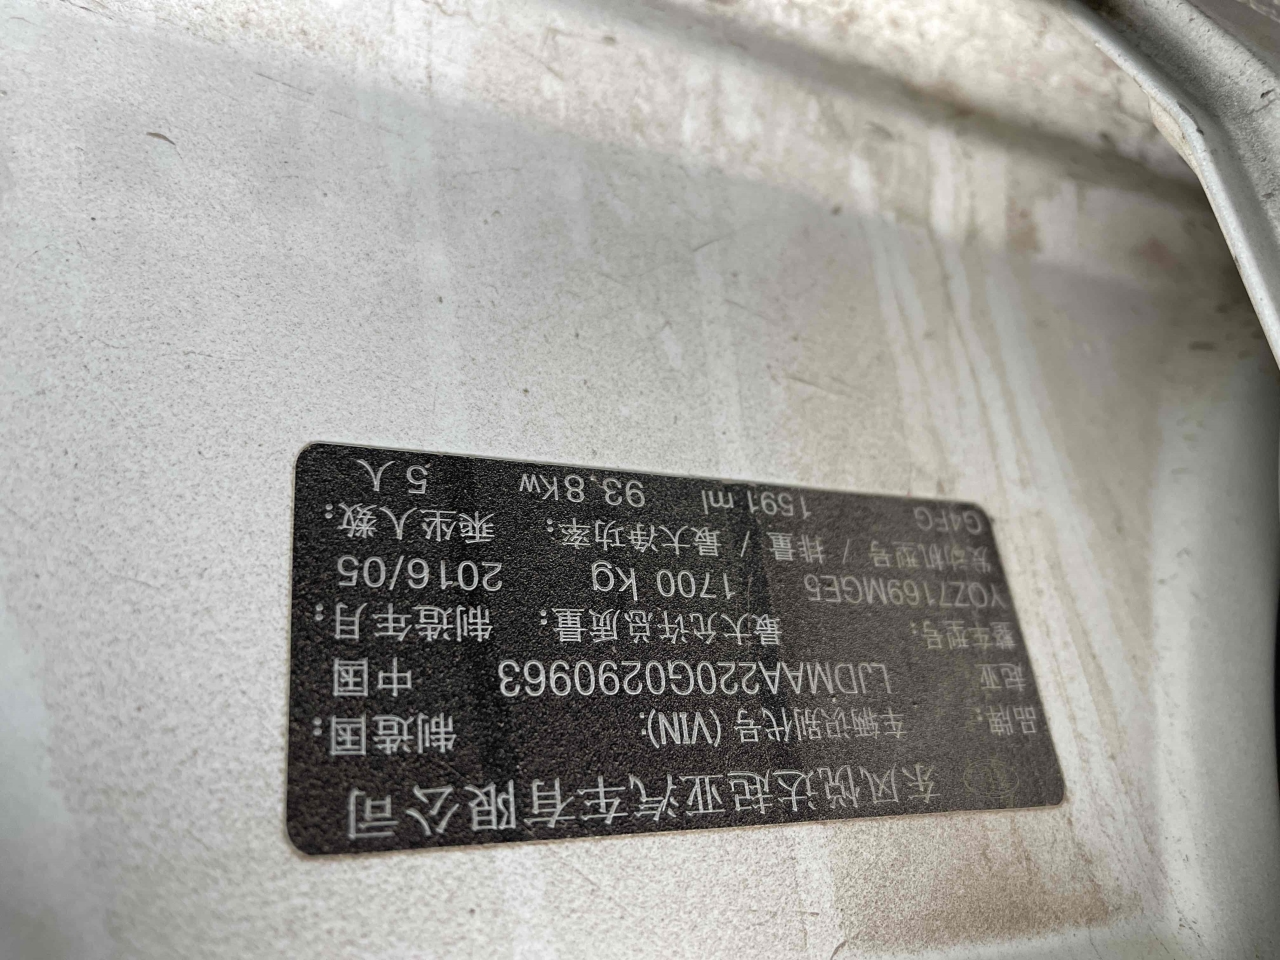 东风悦达起亚汽车有限公司
品牌： 车辆识别代号 (VIN): 制造国：
起亚 LJDMAA220G0290963 中国
整车型号： 最大允许总质量： 制造年月：
YQZ7169MGE5 1700 kg 2016/05
发动机型号 / 排量 / 最大净功率： 乘坐人数：
G4FG 1591 ml 93.8Kw 5 人